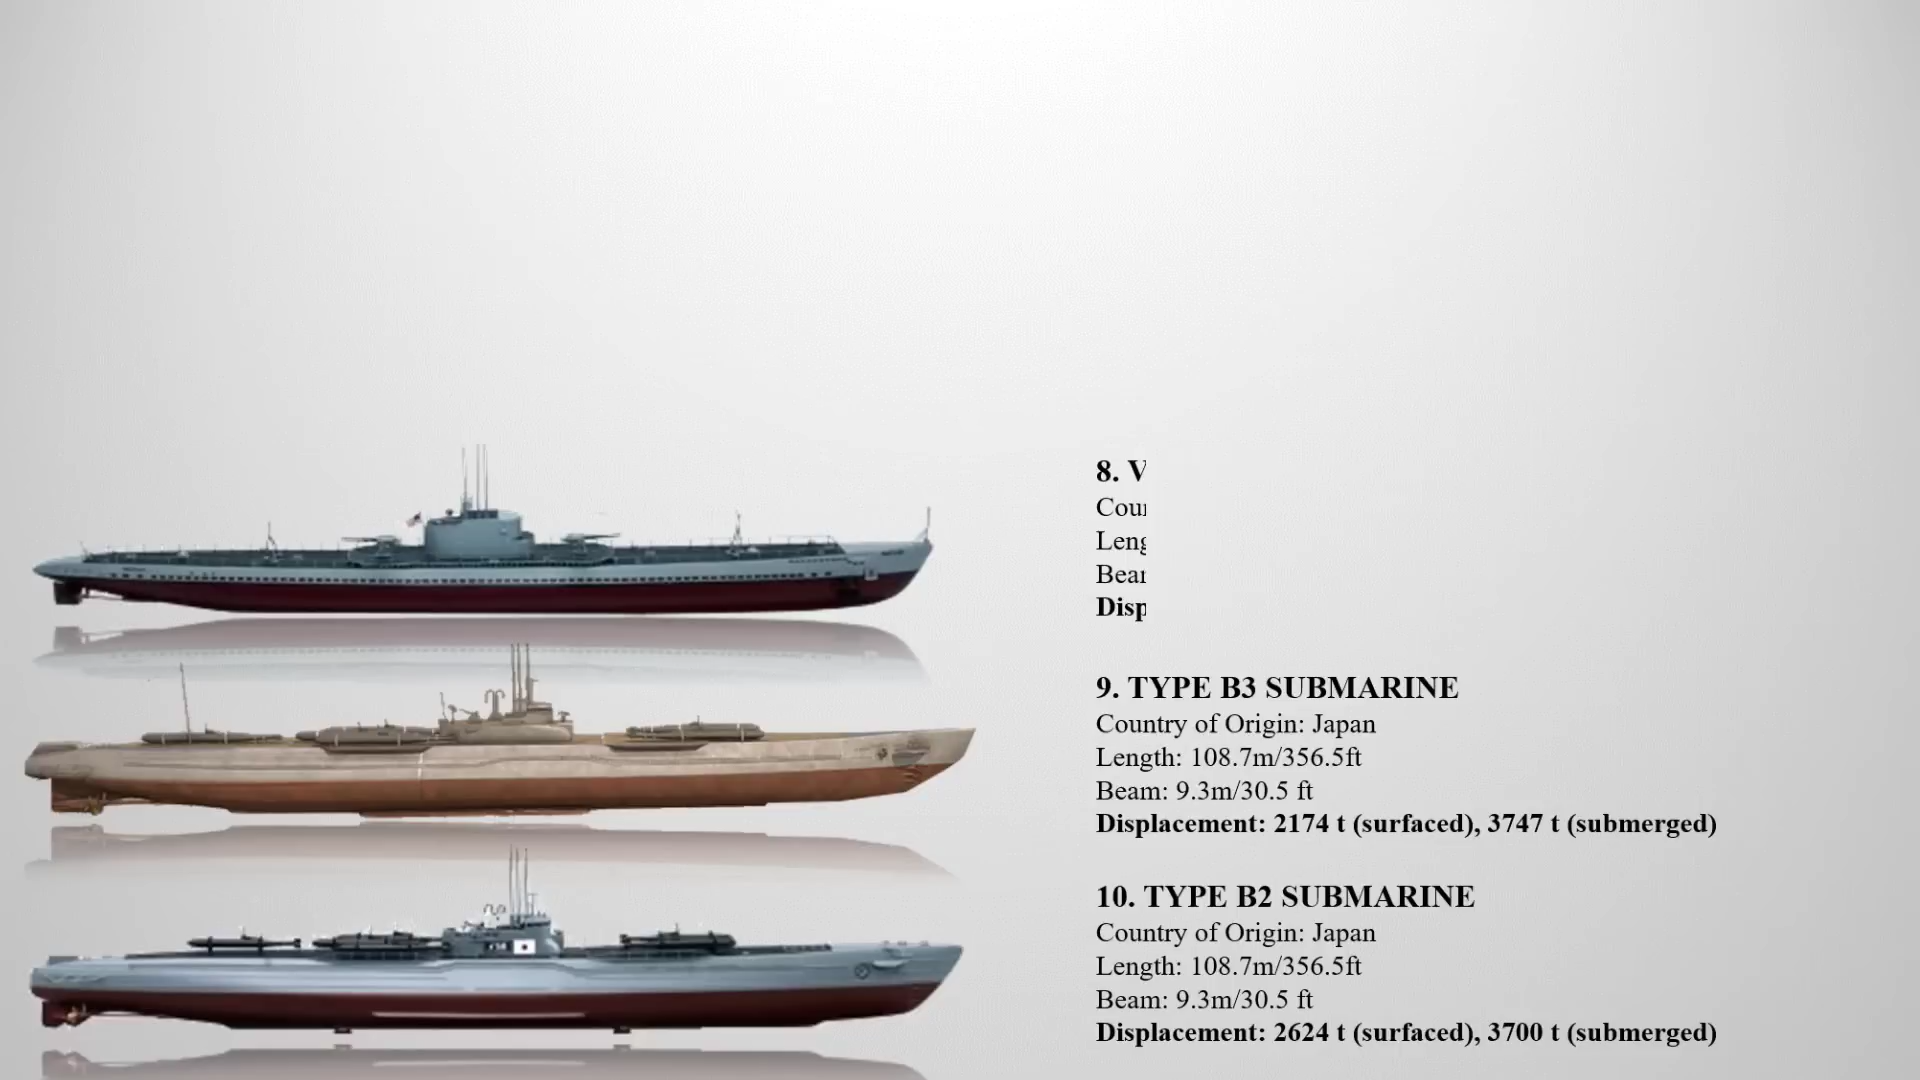 8. V
Cou
Leng
Bear
Disp
9. TYPE B3 SUBMARINE
Country of Origin: Japan
Length: 108.7m/356.5ft
Beam: 9.3m/30.5 ft
Displacement: 2174 t (surfaced), 3747 t (submerged)
10. TYPE B2 SUBMARINE
Country of Origin: Japan
Length: 108.7m/356.5ft
Beam: 9.3m/30.5 ft
Displacement: 2624 t (surfaced), 3700 t (submerged)